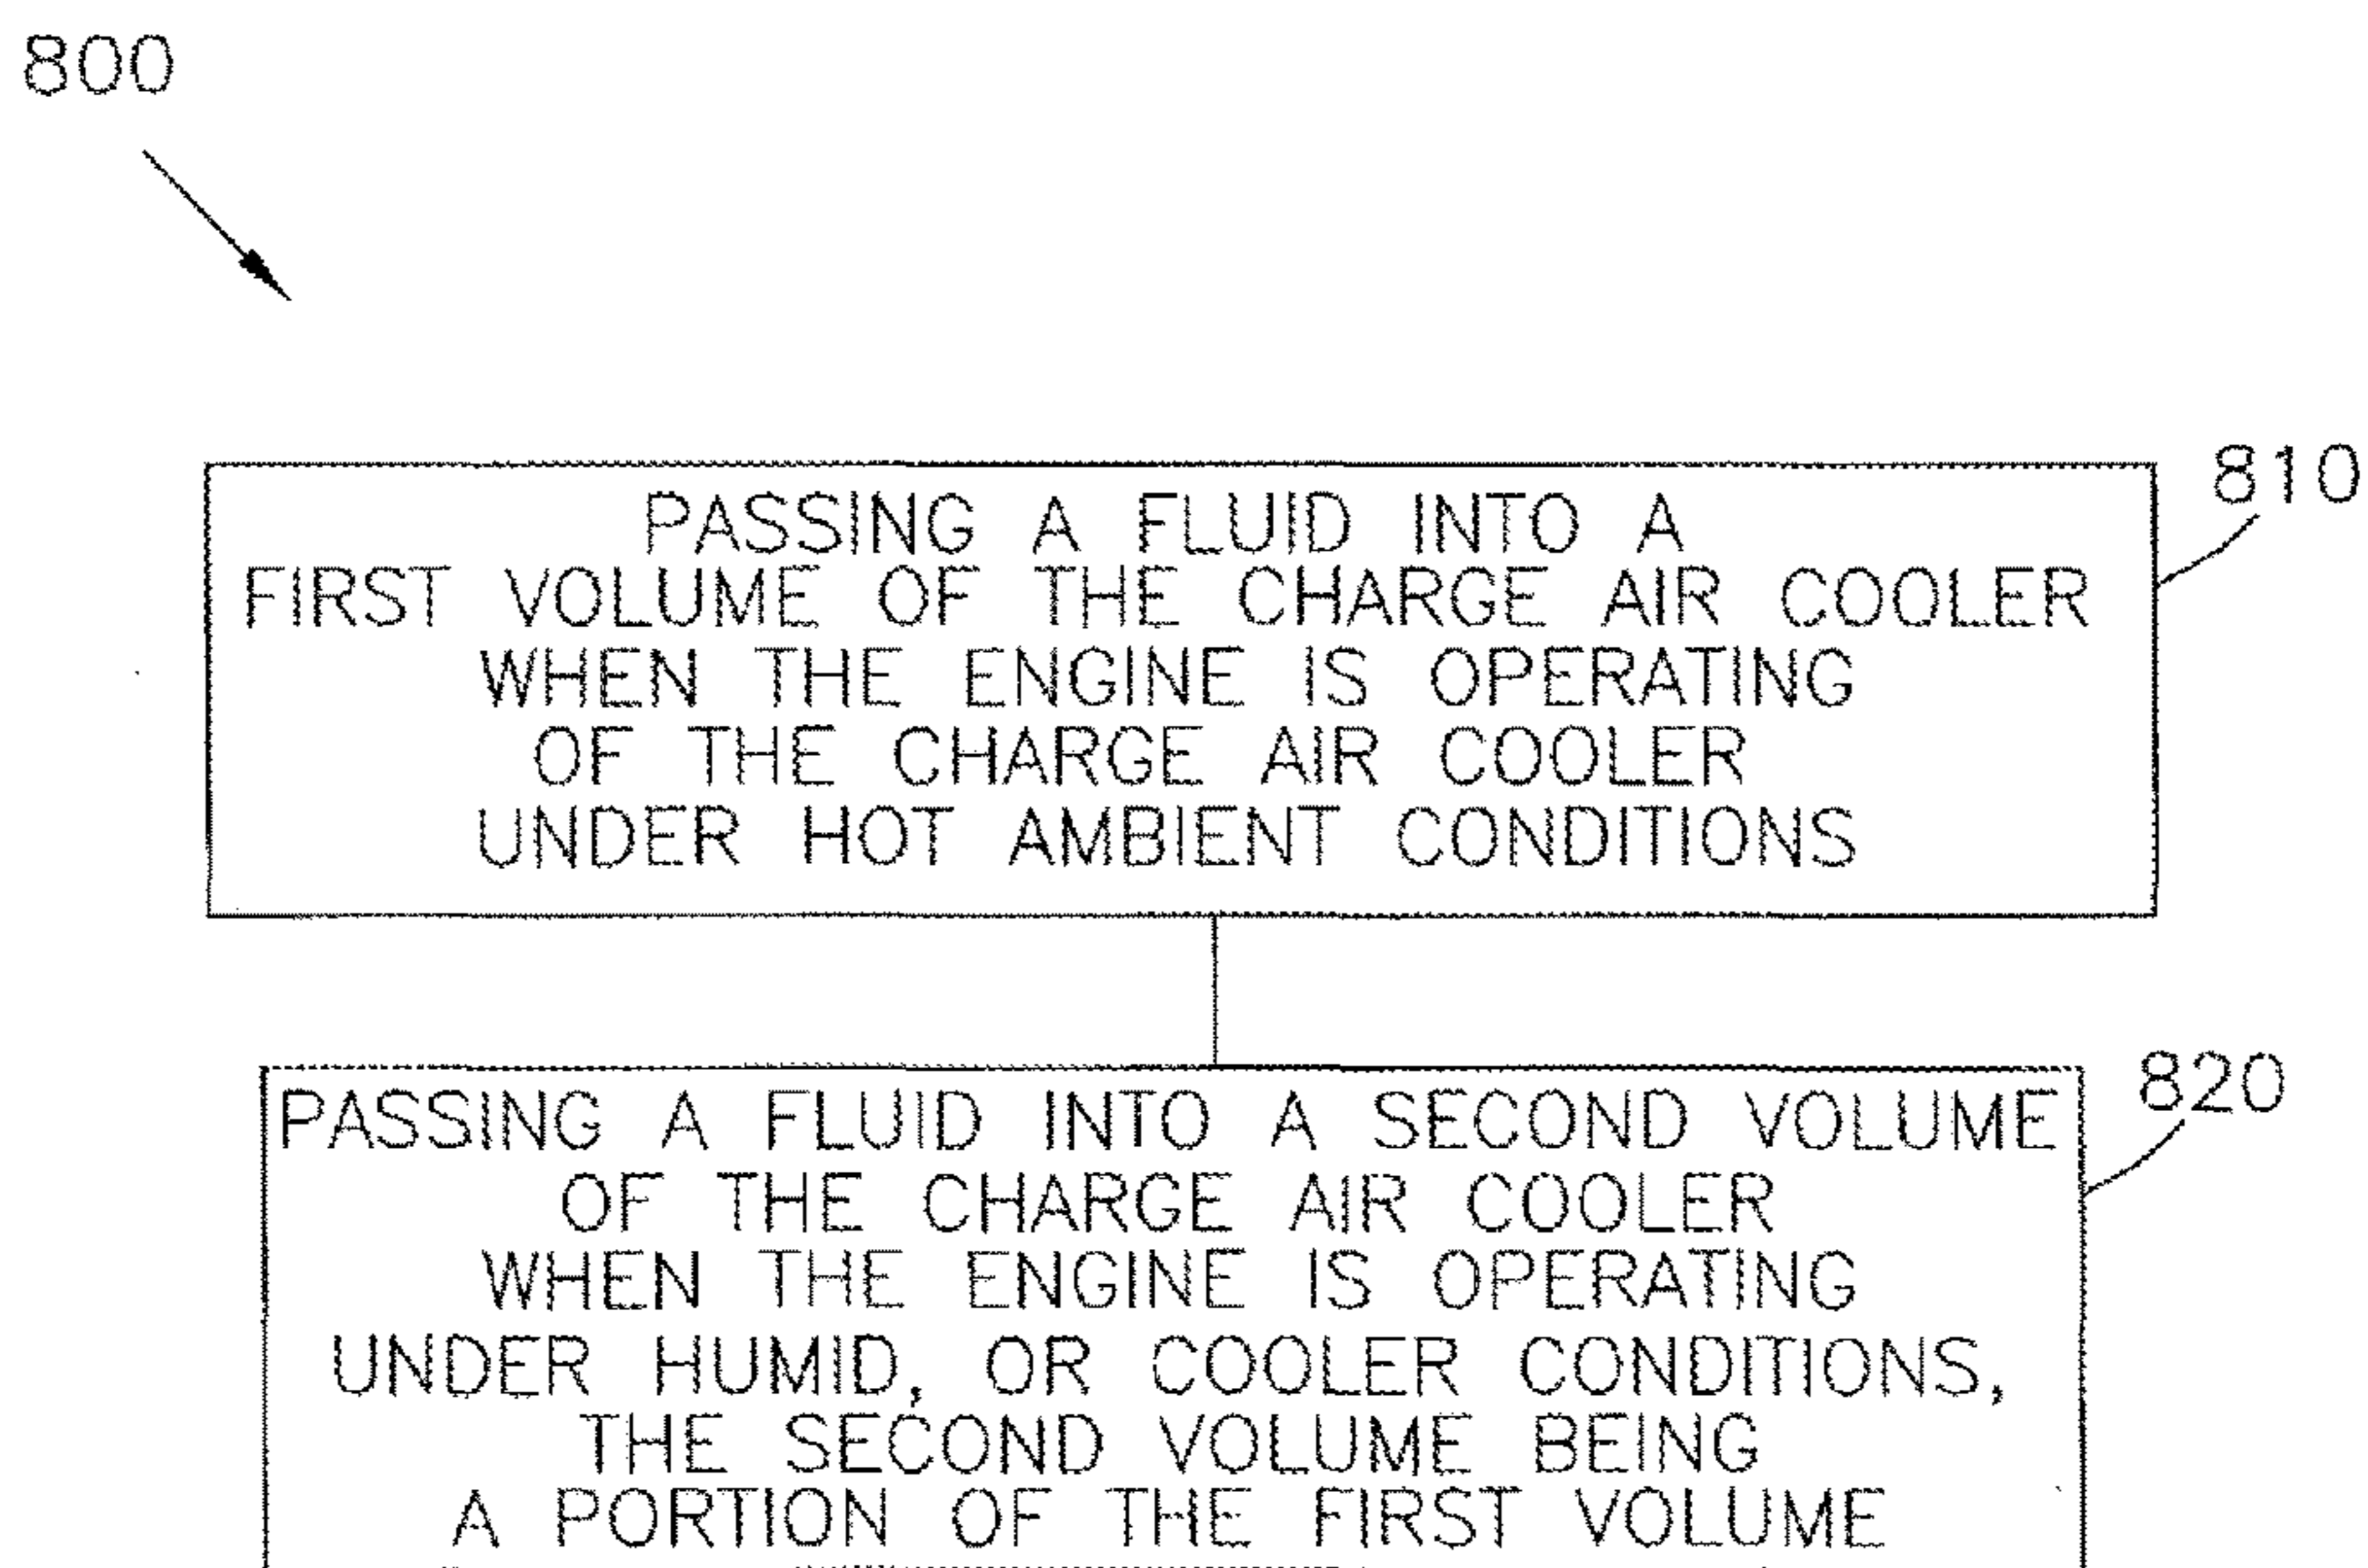 800
810
PASSING A FLUID INTO A
FIRST VOLUME OF THE CHARGE AIR COOLER
WHEN THE ENGINE IS OPERATING
OF THE CHARGE AIR COOLER
UNDER HOT AMBIENT CONDITIONS
820
PASSING A FLUID INTO A SECOND VOLUME
OF THE CHARGE AIR COOLER
WHEN THE ENGINE IS OPERATING
UNDER HUMID, OR COOLER CONDITIONS,
THE SECOND VOLUME BEING
A PORTION OF THE FIRST VOLUME